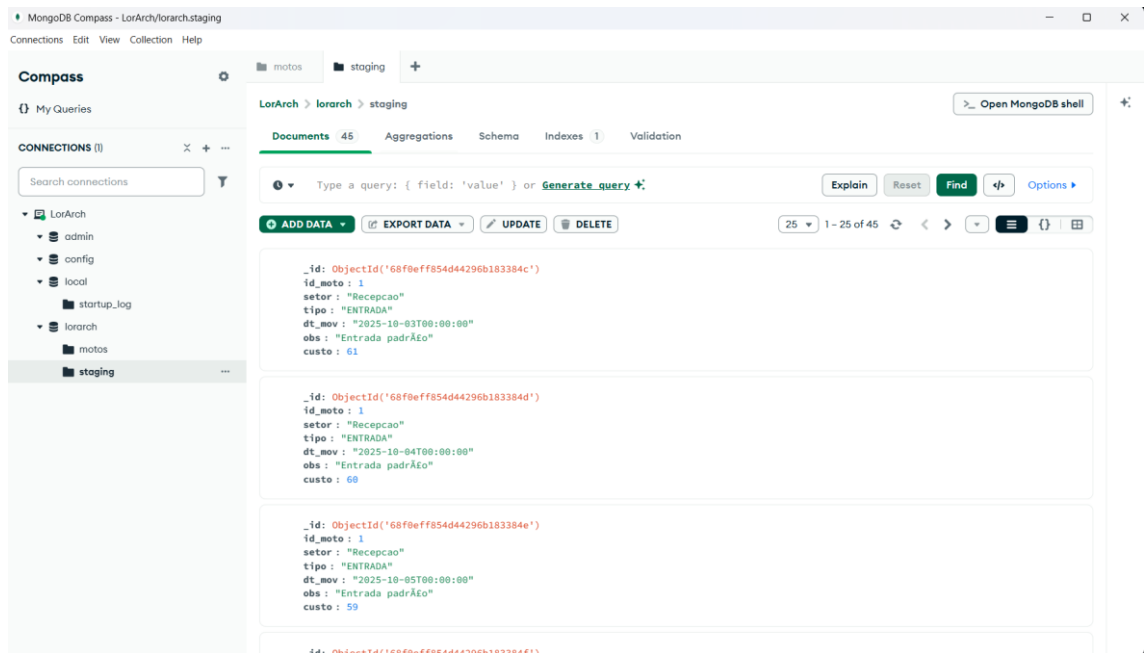 MongoDB Compass - LorArch/lorarch.staging
Connections Edit View Collection Help
Compass
{} My Queries
CONNECTIONS (1)
Search connections
LorArch
admin
config
local
startup_log
lorarch
motos
staging
motos
staging
LorArch > lorarch > staging
>_ Open MongoDB shell
Documents 45 Aggregations Schema Indexes 1 Validation
Type a query: { field: 'value' } or Generate query
Explain Reset Find </> Options
ADD DATA EXPORT DATA UPDATE DELETE
25 1 - 25 of 45 {}
_id: ObjectId('68f0eff854d44296b183384c')
id_moto : 1
setor : "Recepcao"
tipo : "ENTRADA"
dt_mov : "2025-10-03T00:00:00"
obs : "Entrada padrÃ£o"
custo : 61
_id: ObjectId('68f0eff854d44296b183384d')
id_moto : 1
setor : "Recepcao"
tipo : "ENTRADA"
dt_mov : "2025-10-04T00:00:00"
obs : "Entrada padrÃ£o"
custo : 60
_id: ObjectId('68f0eff854d44296b183384e')
id_moto : 1
setor : "Recepcao"
tipo : "ENTRADA"
dt_mov : "2025-10-05T00:00:00"
obs : "Entrada padrÃ£o"
custo : 59
_id: ObjectId('68f0eff854d44296b183384f')